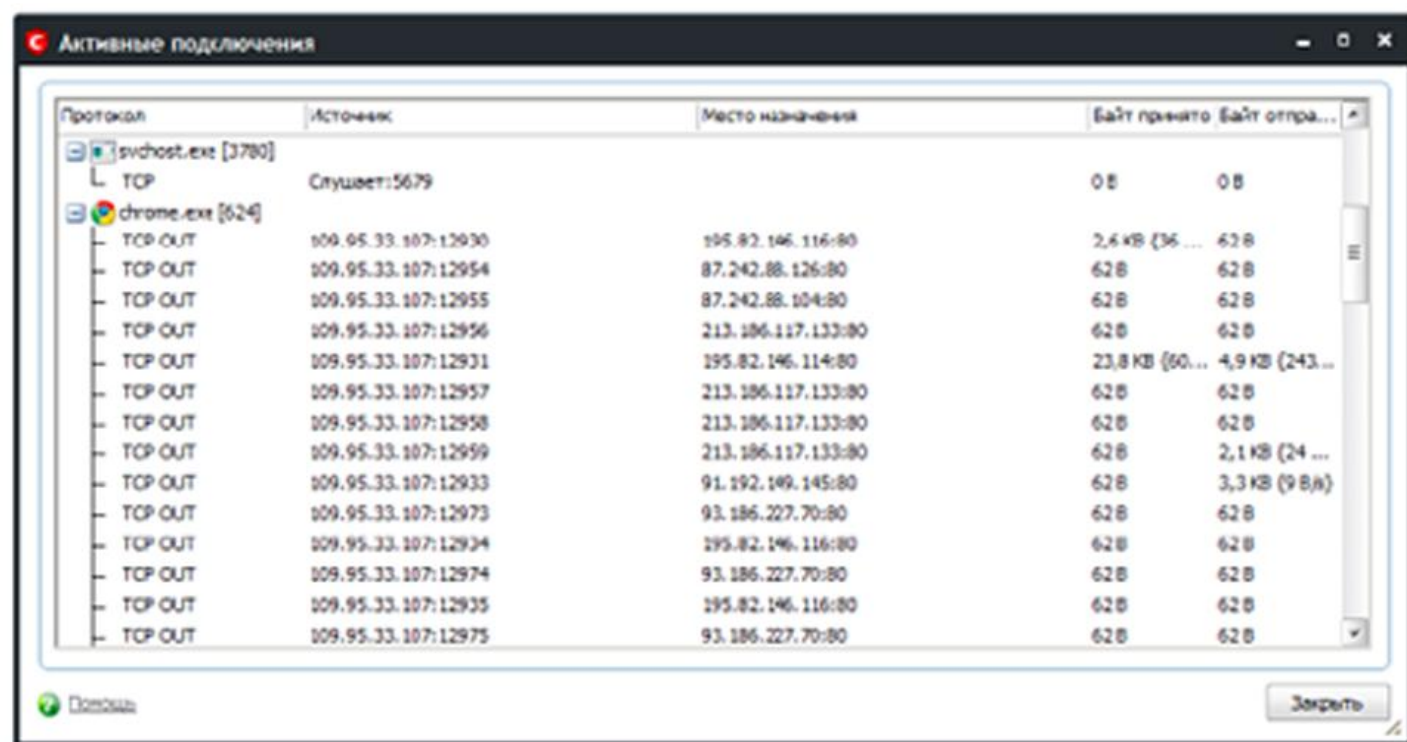 Активные подключения
Протокол Источник Место назначения Байт принято Байт отпра...
svchost.exe [3780]
TCP Слушает:5679 0 B 0 B
chrome.exe [624]
TCP OUT 109.95.33.107:12930 195.82.146.116:80 2,6 KB (36 ... 62 B
TCP OUT 109.95.33.107:12954 87.242.88.126:80 62 B 62 B
TCP OUT 109.95.33.107:12955 87.242.88.104:80 62 B 62 B
TCP OUT 109.95.33.107:12956 213.186.117.133:80 62 B 62 B
TCP OUT 109.95.33.107:12931 195.82.146.114:80 23,8 KB (60... 4,9 KB (243...
TCP OUT 109.95.33.107:12957 213.186.117.133:80 62 B 62 B
TCP OUT 109.95.33.107:12958 213.186.117.133:80 62 B 62 B
TCP OUT 109.95.33.107:12959 213.186.117.133:80 62 B 2,1 KB (24 ...
TCP OUT 109.95.33.107:12933 91.192.149.145:80 62 B 3,3 KB (9 B/s)
TCP OUT 109.95.33.107:12973 93.186.227.70:80 62 B 62 B
TCP OUT 109.95.33.107:12934 195.82.146.116:80 62 B 62 B
TCP OUT 109.95.33.107:12974 93.186.227.70:80 62 B 62 B
TCP OUT 109.95.33.107:12935 195.82.146.116:80 62 B 62 B
TCP OUT 109.95.33.107:12975 93.186.227.70:80 62 B 62 B
Помощь Закрыть